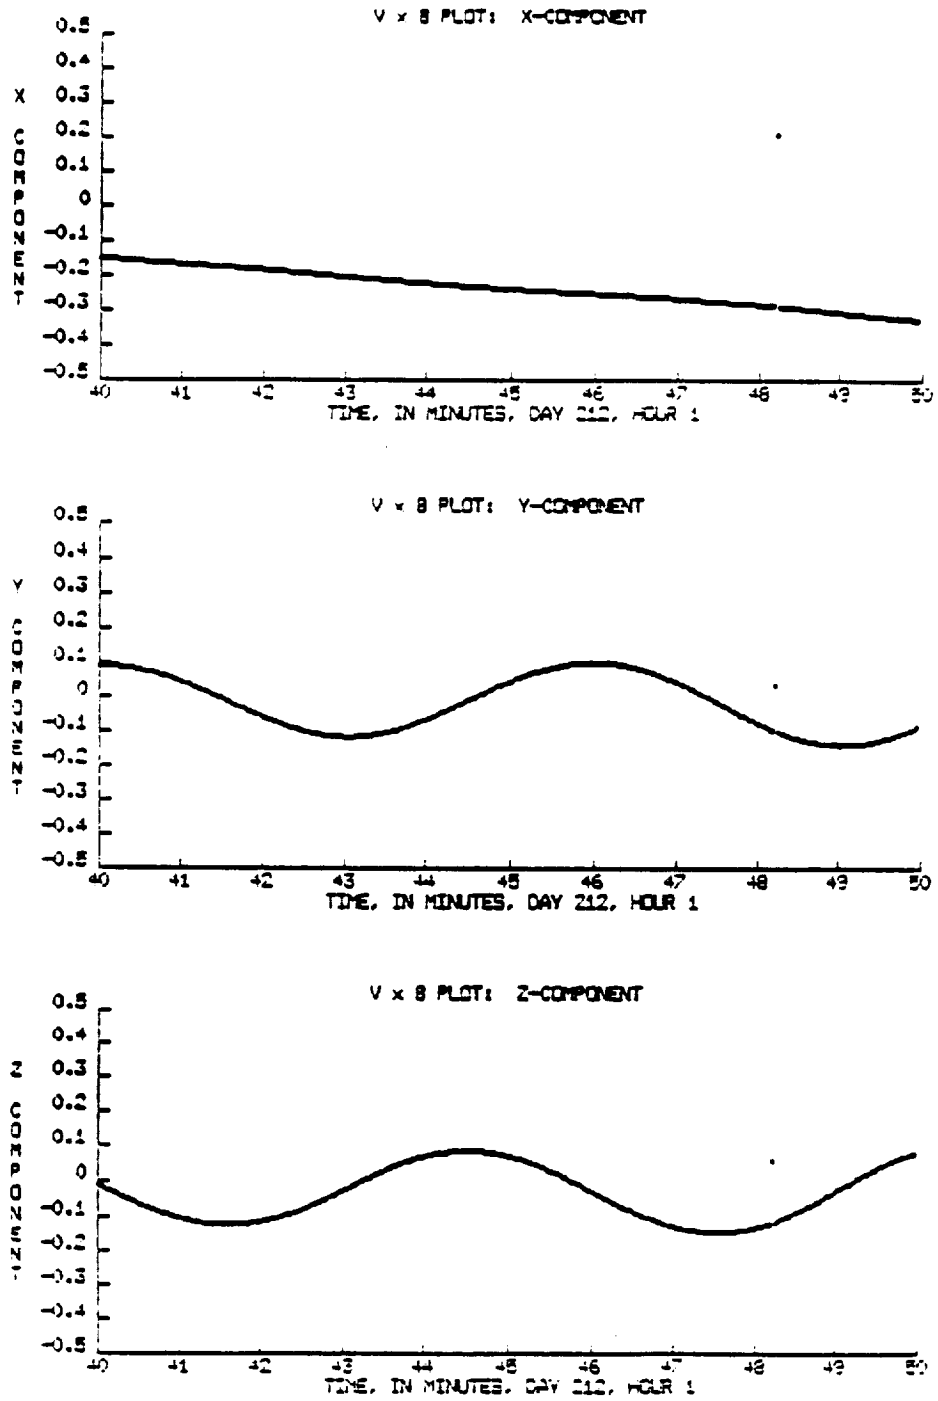 V x B PLOT: X-COMPONENT
0.5
0.4
0.3
0.2
0.1
0
-0.1
-0.2
-0.3
-0.4
-0.5
X COMPONENT
40 41 42 43 44 45 46 47 48 49 50
TIME, IN MINUTES, DAY 212, HOUR 1
V x B PLOT: Y-COMPONENT
0.5
0.4
0.3
0.2
0.1
0
-0.1
-0.2
-0.3
-0.4
-0.5
Y COMPONENT
40 41 42 43 44 45 46 47 48 49 50
TIME, IN MINUTES, DAY 212, HOUR 1
V x B PLOT: Z-COMPONENT
0.5
0.4
0.3
0.2
0.1
0
-0.1
-0.2
-0.3
-0.4
-0.5
Z COMPONENT
40 41 42 43 44 45 46 47 48 49 50
TIME, IN MINUTES, DAY 212, HOUR 1